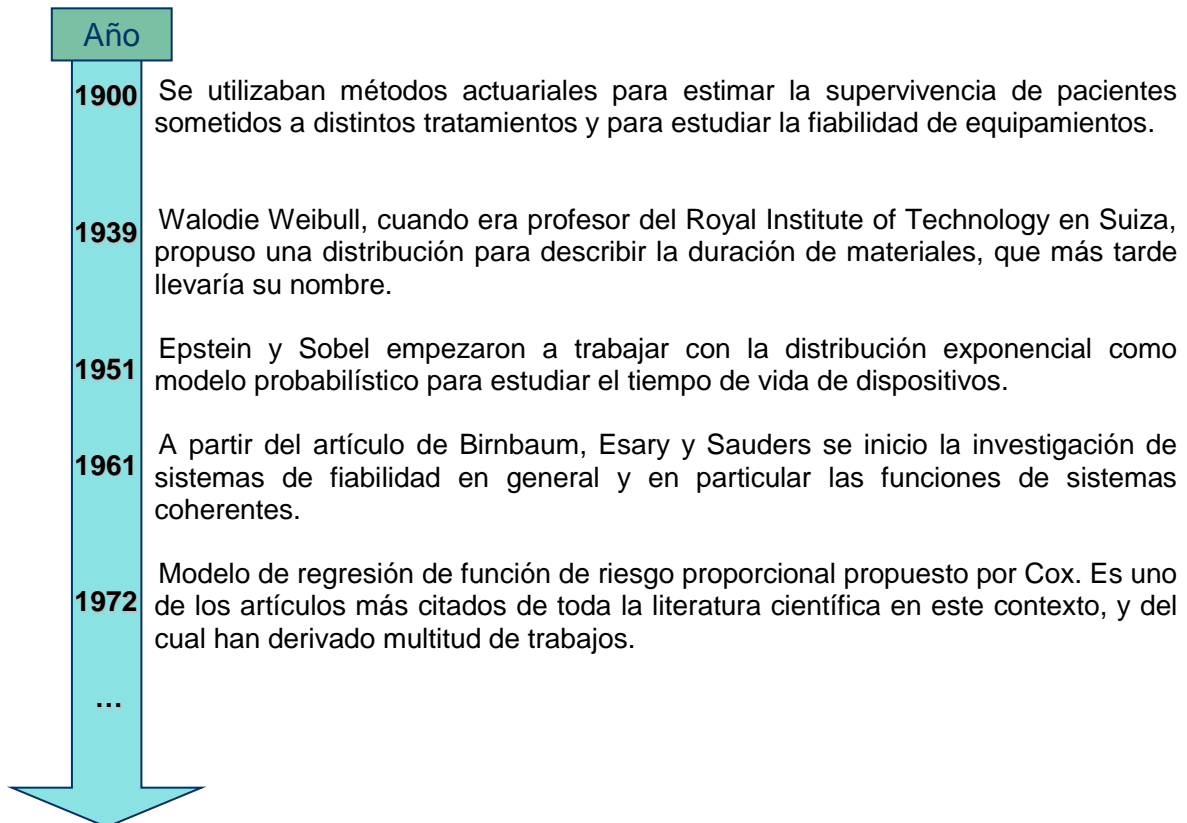 Año
1900 Se utilizaban métodos actuariales para estimar la supervivencia de pacientes
sometidos a distintos tratamientos y para estudiar la fiabilidad de equipamientos.
1939 Walodie Weibull, cuando era profesor del Royal Institute of Technology en Suiza,
propuso una distribución para describir la duración de materiales, que más tarde
llevaría su nombre.
1951 Epstein y Sobel empezaron a trabajar con la distribución exponencial como
modelo probabilístico para estudiar el tiempo de vida de dispositivos.
1961 A partir del artículo de Birnbaum, Esary y Sauders se inicio la investigación de
sistemas de fiabilidad en general y en particular las funciones de sistemas
coherentes.
1972 Modelo de regresión de función de riesgo proporcional propuesto por Cox. Es uno
de los artículos más citados de toda la literatura científica en este contexto, y del
cual han derivado multitud de trabajos.
...